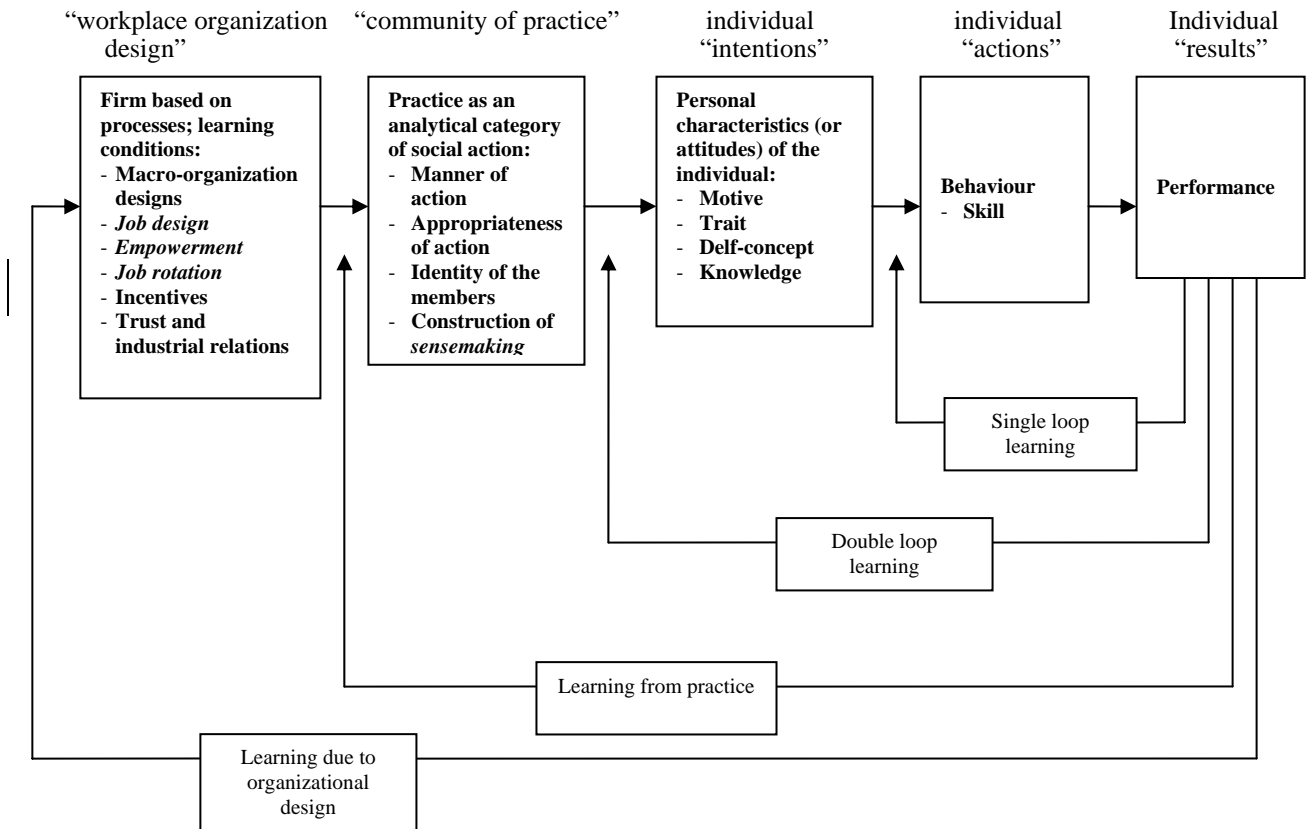 “workplace organization
design”
“community of practice”
individual
“intentions”
individual
“actions”
Individual
“results”
Firm based on
processes; learning
conditions:
- Macro-organization
designs
- Job design
- Empowerment
- Job rotation
- Incentives
- Trust and
industrial relations
Practice as an
analytical category
of social action:
- Manner of
action
- Appropriateness
of action
- Identity of the
members
- Construction of
sensemaking
Personal
characteristics (or
attitudes) of the
individual:
- Motive
- Trait
- Delf-concept
- Knowledge
Behaviour
- Skill
Performance
Single loop
learning
Double loop
learning
Learning from practice
Learning due to
organizational
design